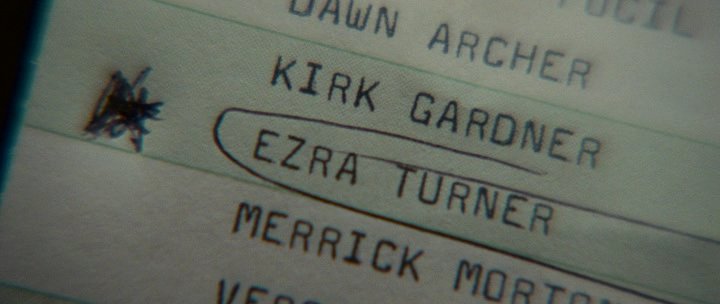 DAWN ARCHER
KIRK GARDNER
EZRA TURNER
MERRICK